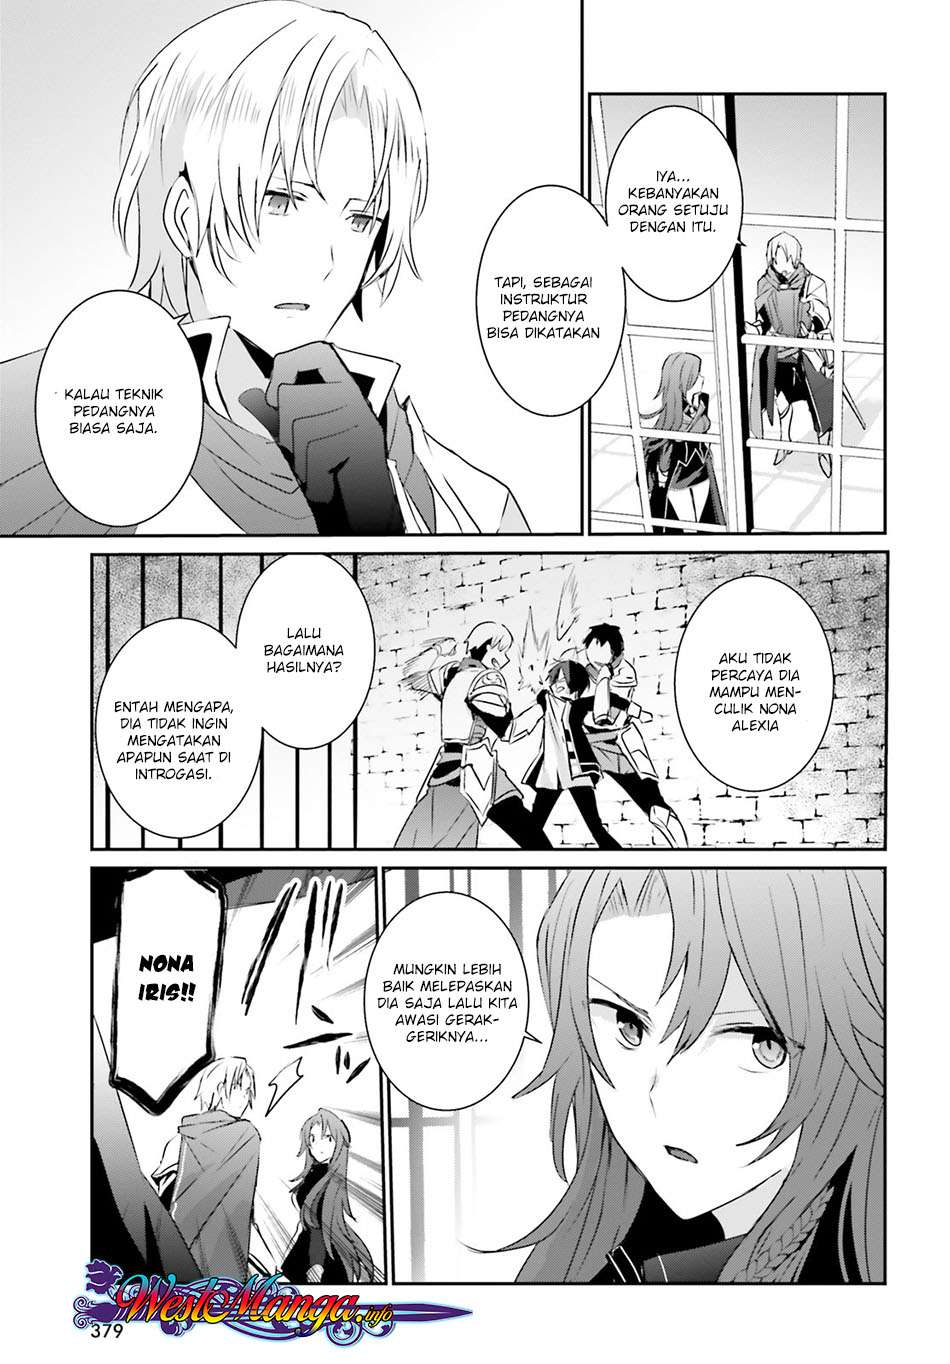 IYA...
KEBANYAKAN
ORANG SETUJU
DENGAN ITU.
TAPI, SEBAGAI
INSTRUKTUR
PEDANGNYA
BISA DIKATAKAN
KALAU TEKNIK
PEDANGNYA
BIASA SAJA.
AKU TIDAK
PERCAYA DIA
MAMPU MEN-
CULIK NONA
ALEXIA
LALU
BAGAIMANA
HASILNYA?
ENTAH MENGAPA,
DIA TIDAK INGIN
MENGATAKAN
APAPUN SAAT DI
INTROGASI.
MUNGKIN LEBIH
BAIK MELEPASKAN
DIA SAJA LALU KITA
AWASI GERAK-
GERIKNYA...
NONA
IRIS!!
WestManga.info
379